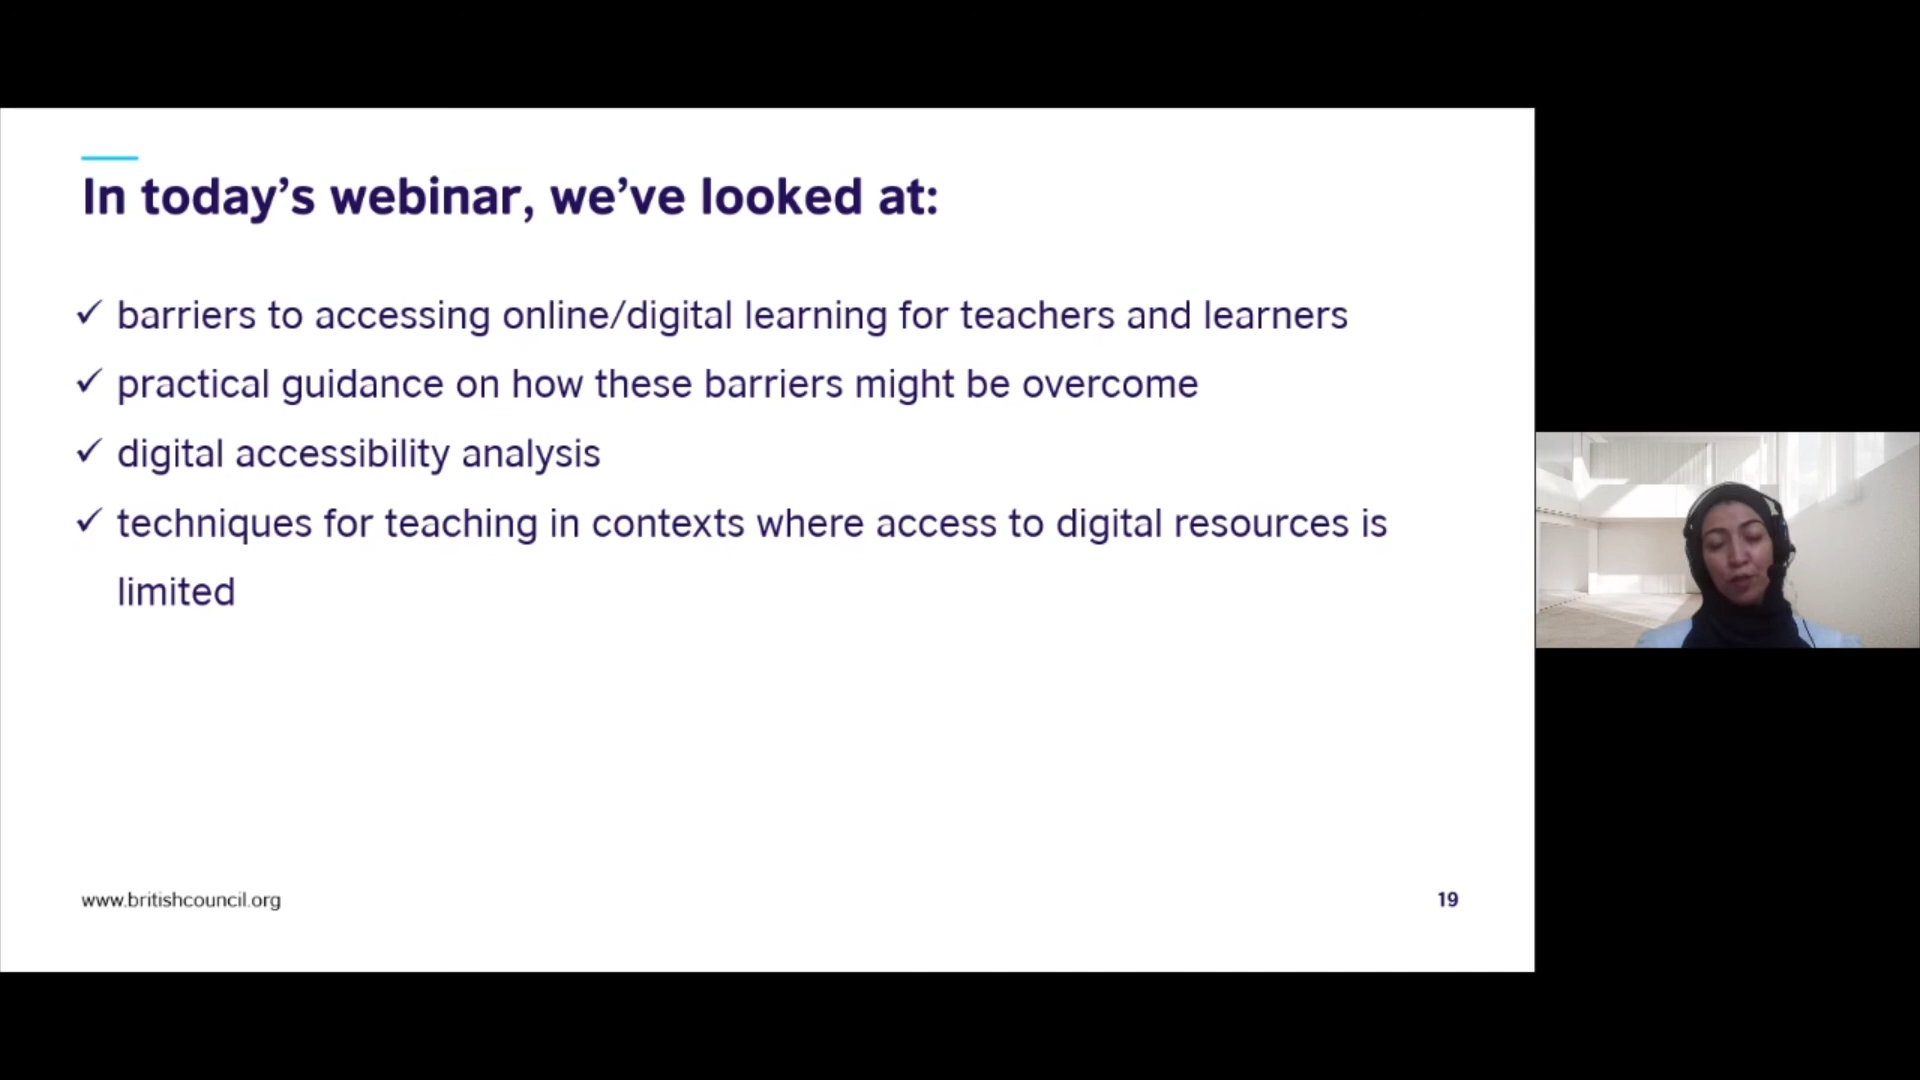 In today’s webinar, we’ve looked at:
✓ barriers to accessing online/digital learning for teachers and learners
✓ practical guidance on how these barriers might be overcome
✓ digital accessibility analysis
✓ techniques for teaching in contexts where access to digital resources is
limited
www.britishcouncil.org
19